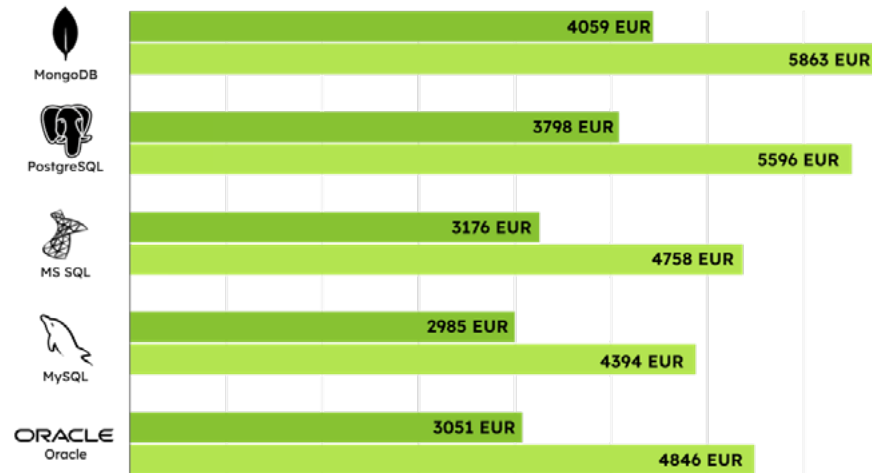 4059 EUR
5863 EUR
MongoDB
3798 EUR
5596 EUR
PostgreSQL
3176 EUR
4758 EUR
MS SQL
2985 EUR
4394 EUR
MySQL
3051 EUR
ORACLE
Oracle
4846 EUR